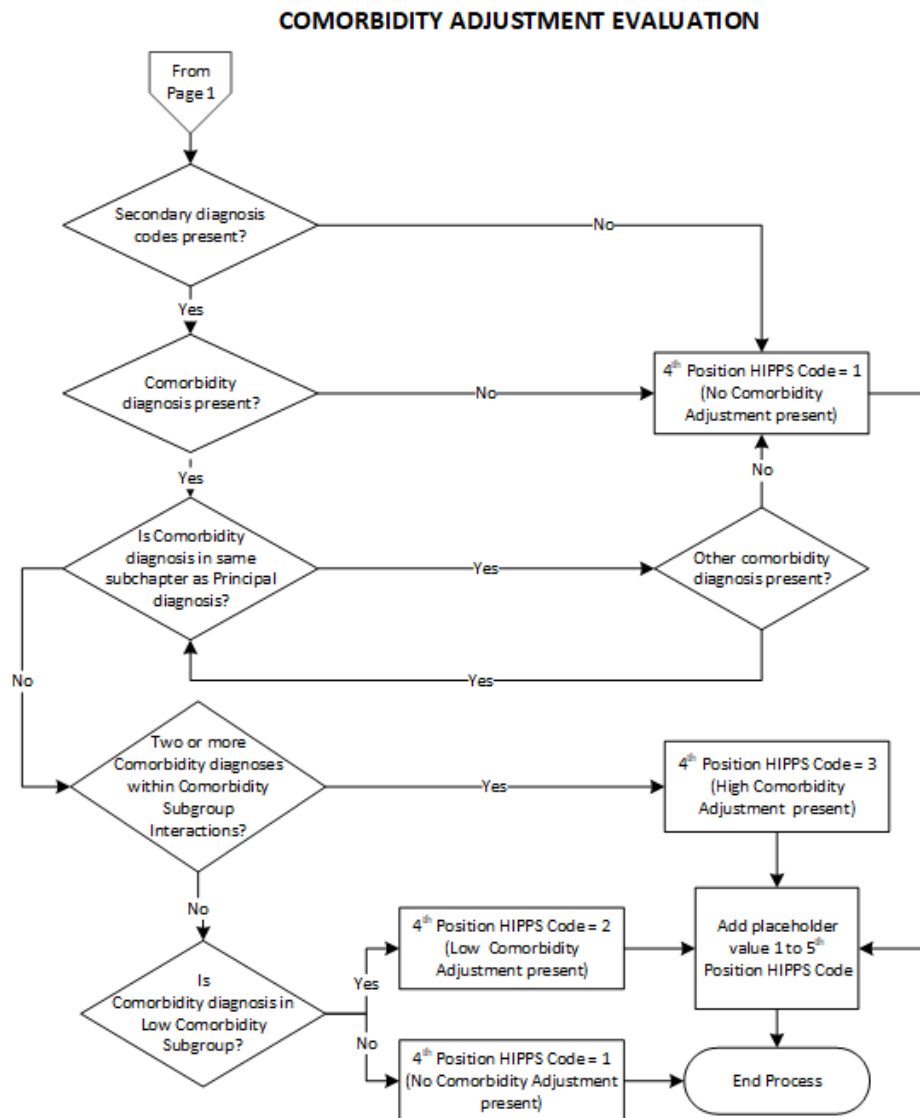 COMORBIDITY ADJUSTMENT EVALUATION
From
Page 1
Secondary diagnosis
codes present?
No
Yes
Comorbidity
diagnosis present?
No
4th Position HIPPS Code = 1
(No Comorbidity
Adjustment present)
Yes
No
Is Comorbidity
diagnosis in same
subchapter as Principal
diagnosis?
Yes
Other comorbidity
diagnosis present?
No
Yes
Two or more
Comorbidity diagnoses
within Comorbidity
Subgroup
Interactions?
Yes
4th Position HIPPS Code = 3
(High Comorbidity
Adjustment present)
No
Is
Comorbidity diagnosis in
Low Comorbidity
Subgroup?
Yes
4th Position HIPPS Code = 2
(Low Comorbidity
Adjustment present)
Add placeholder
value 1 to 5th
Position HIPPS Code
No
4th Position HIPPS Code = 1
(No Comorbidity Adjustment
present)
End Process